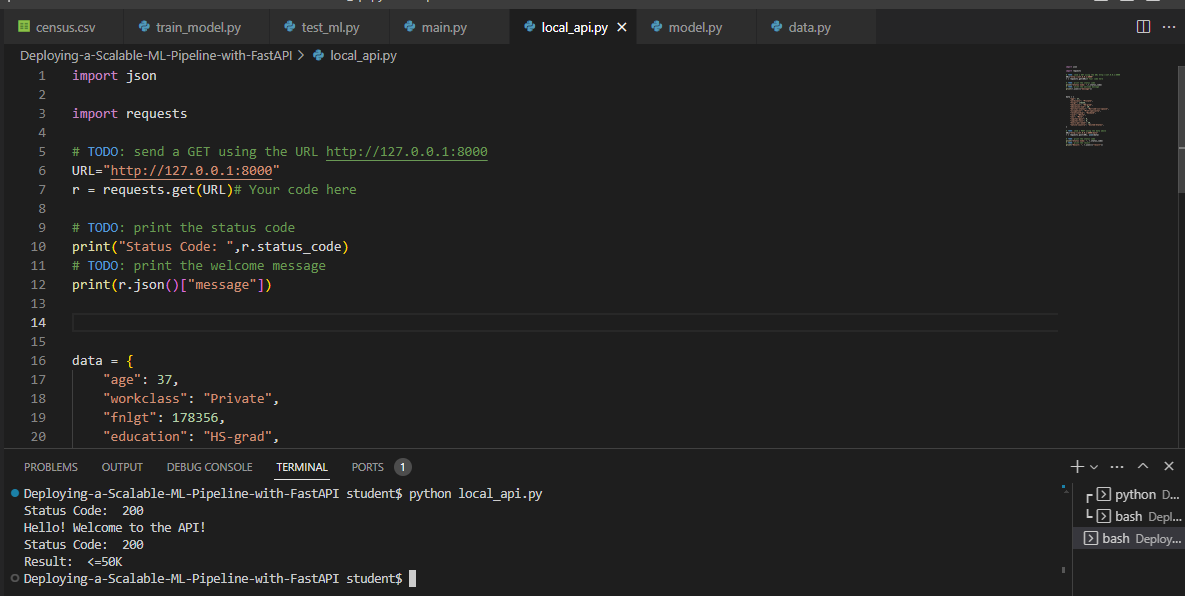 census.csv train_model.py test_ml.py main.py local_api.py model.py data.py
Deploying-a-Scalable-ML-Pipeline-with-FastAPI > local_api.py
1 import json
2
3 import requests
4
5 # TODO: send a GET using the URL http://127.0.0.1:8000
6 URL="http://127.0.0.1:8000"
7 r = requests.get(URL)# Your code here
8
9 # TODO: print the status code
10 print("Status Code: ",r.status_code)
11 # TODO: print the welcome message
12 print(r.json()["message"])
13
14
15
16 data = {
17 "age": 37,
18 "workclass": "Private",
19 "fnlgt": 178356,
20 "education": "HS-grad",
PROBLEMS OUTPUT DEBUG CONSOLE TERMINAL PORTS 1
Deploying-a-Scalable-ML-Pipeline-with-FastAPI student$ python local_api.py
Status Code:  200
Hello! Welcome to the API!
Status Code:  200
Result:  <=50K
Deploying-a-Scalable-ML-Pipeline-with-FastAPI student$
python D...
bash Depl...
bash Deploy...